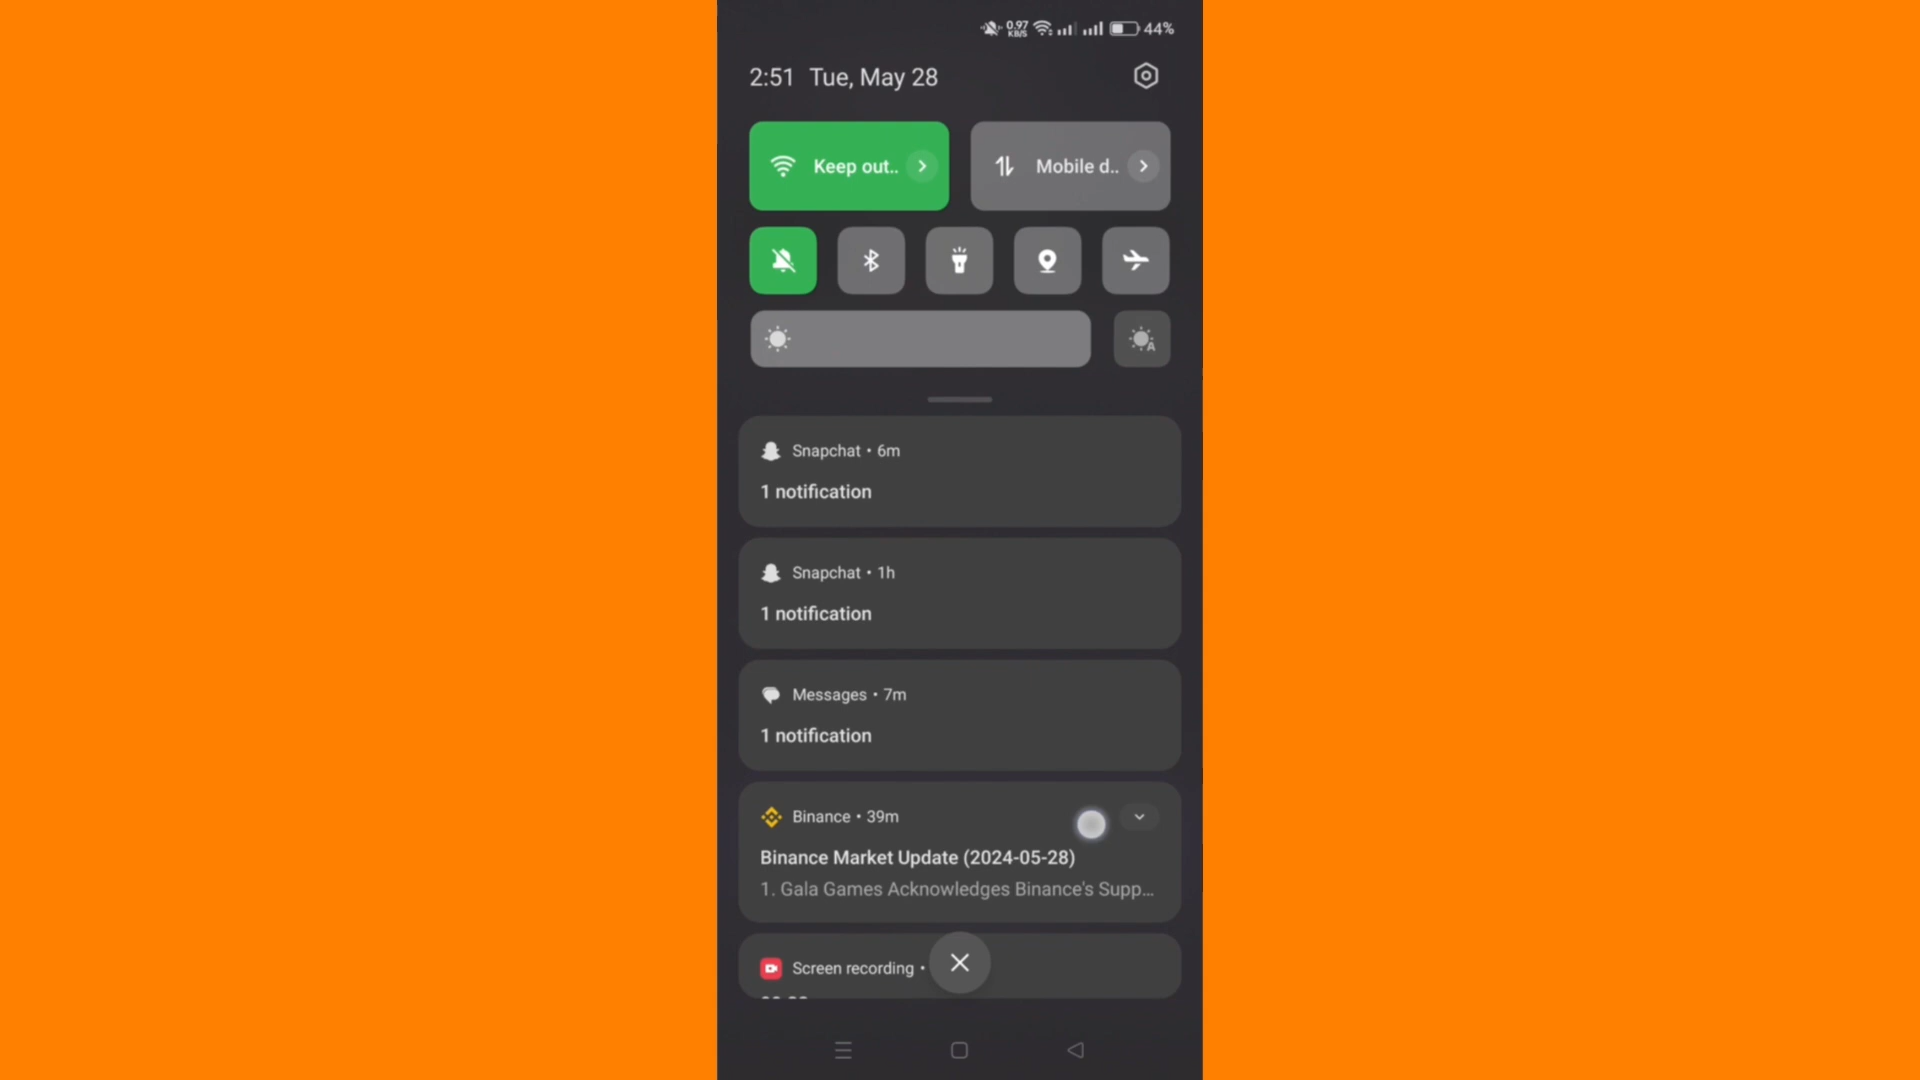 0.97
KB/S
44%
2:51 Tue, May 28
Keep out..
Mobile d..
A
Snapchat • 6m
1 notification
Snapchat • 1h
1 notification
Messages • 7m
1 notification
Binance • 39m
Binance Market Update (2024-05-28)
1. Gala Games Acknowledges Binance's Supp...
Screen recording •